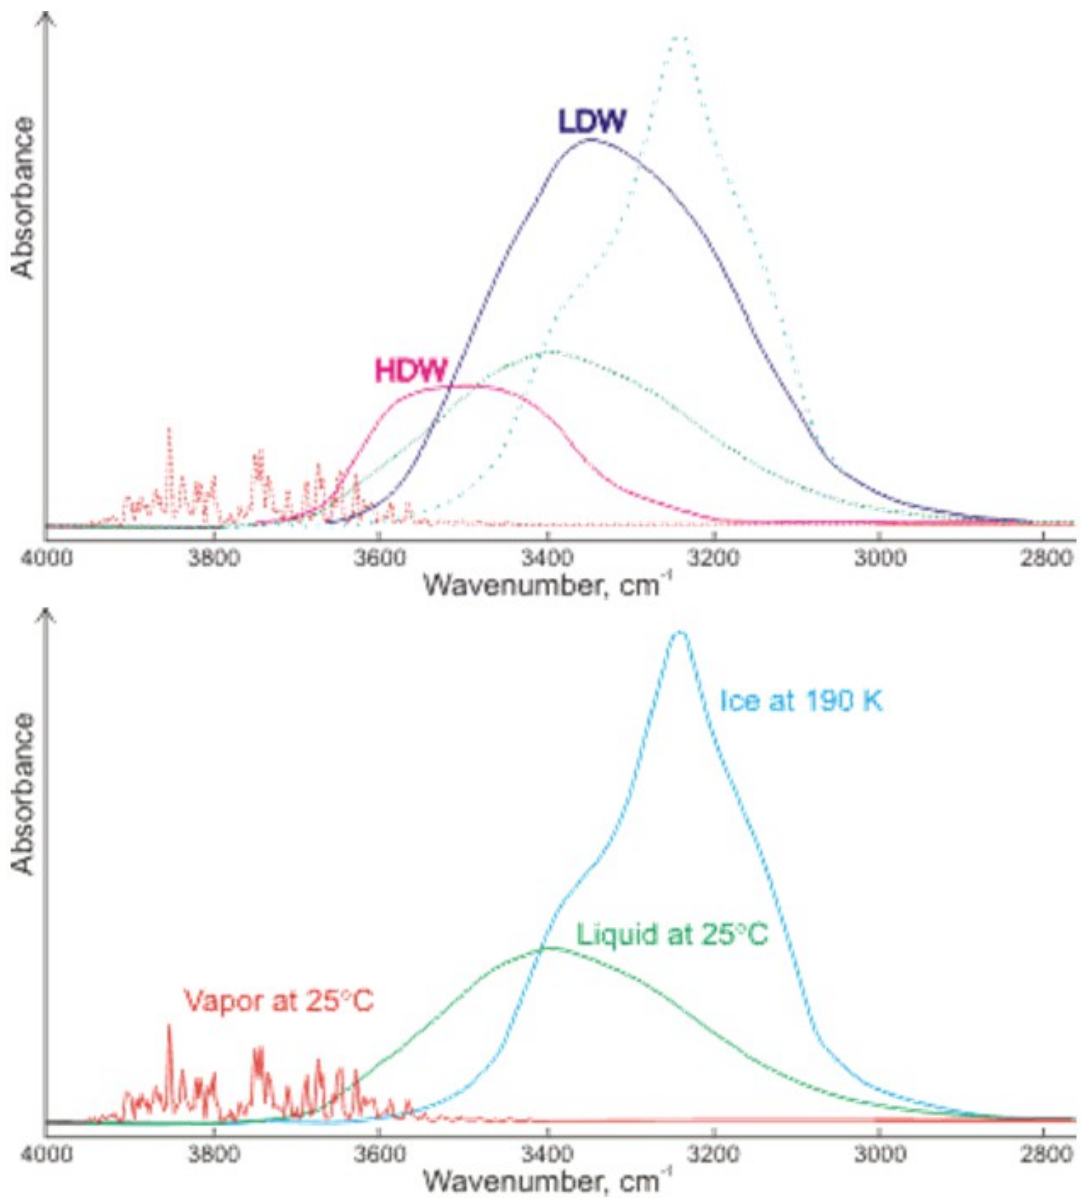 Absorbance
LDW
HDW
4000 3800 3600 3400 3200 3000 2800
Wavenumber, cm⁻¹
Absorbance
Ice at 190 K
Liquid at 25°C
Vapor at 25°C
4000 3800 3600 3400 3200 3000 2800
Wavenumber, cm⁻¹